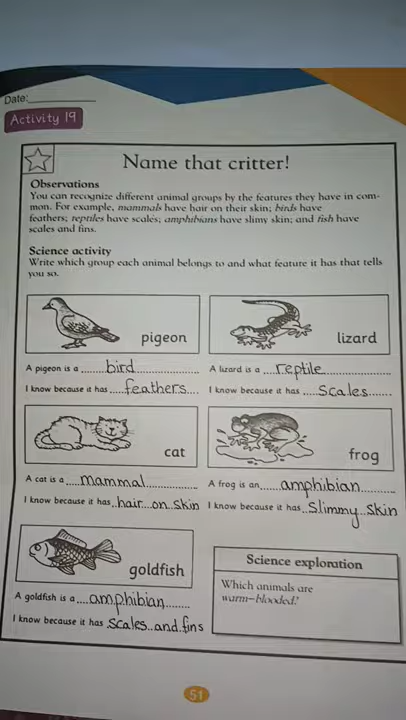 Date:
Activity 19
Name that critter!
Observations
You can recognize different animal groups by the features they have in com-
mon. For example, mammals have hair on their skin; birds have
feathers; reptiles have scales; amphibians have slimy skin; and fish have
scales and fins.
Science activity
Write which group each animal belongs to and what feature it has that tells
you so.
pigeon
A pigeon is a bird
I know because it has feathers
lizard
A lizard is a reptile
I know because it has scales
cat
A cat is a mammal
I know because it has hair on skin
frog
A frog is an amphibian
I know because it has slimmy skin
goldfish
A goldfish is a amphibian
I know because it has scales and fins
Science exploration
Which animals are
warm-blooded?
51